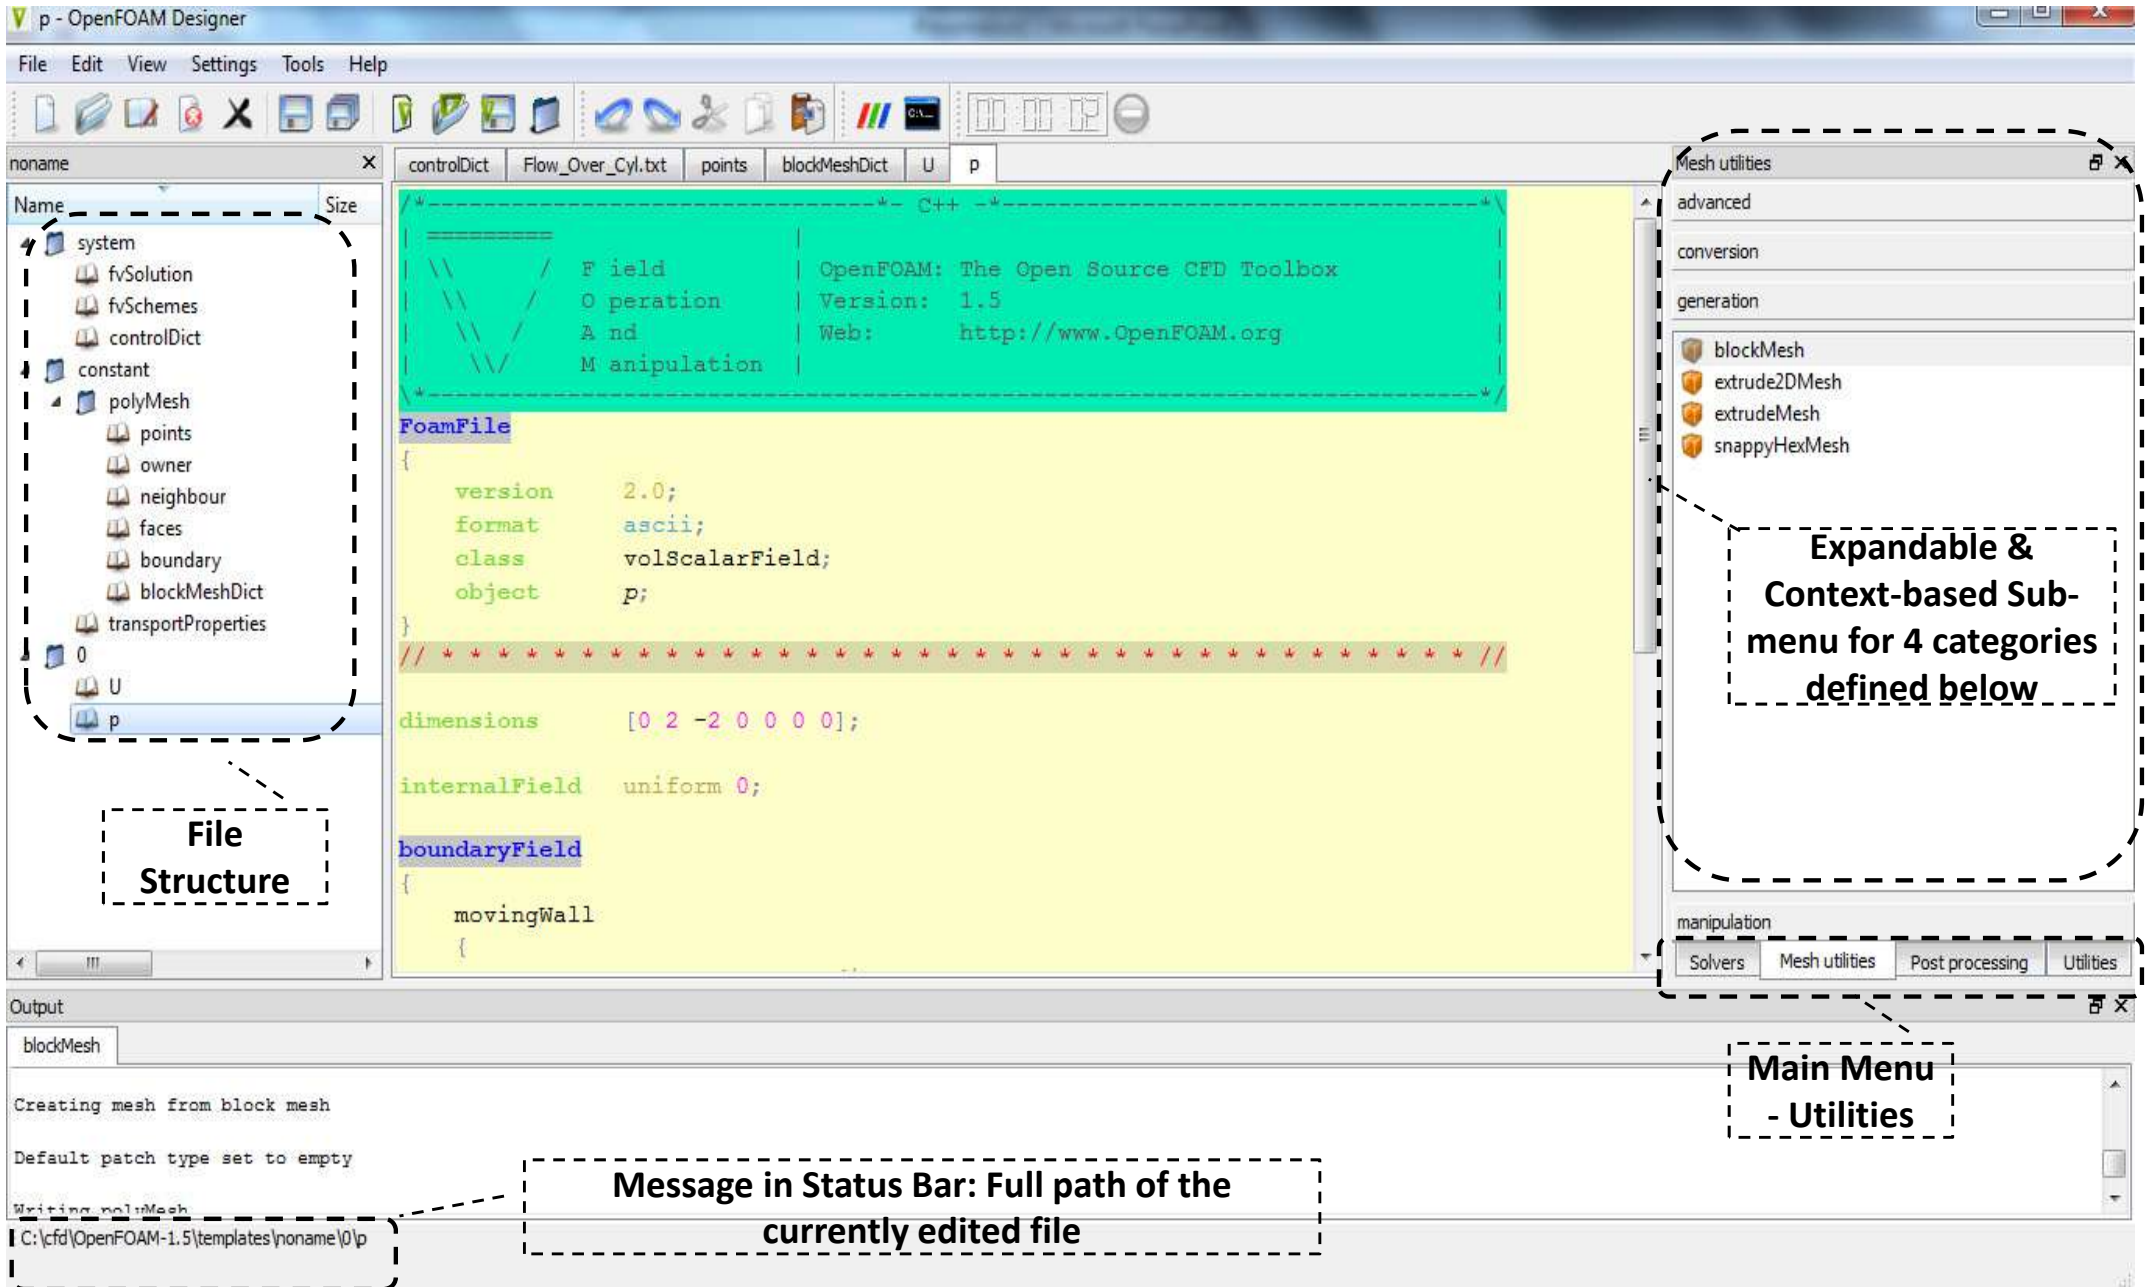 p - OpenFOAM Designer
File Edit View Settings Tools Help
noname
Name Size
system
fvSolution
fvSchemes
controlDict
constant
polyMesh
points
owner
neighbour
faces
boundary
blockMeshDict
transportProperties
0
U
p
File
Structure
controlDict Flow_Over_Cyl.txt points blockMeshDict U p
/*---------------------------------*- C++ -*----------------------------------*\
| ========= | |
| \\ / F ield | OpenFOAM: The Open Source CFD Toolbox |
| \\ / O peration | Version: 1.5 |
| \\ / A nd | Web: http://www.OpenFOAM.org |
| \\/ M anipulation | |
\*---------------------------------------------------------------------------*/
FoamFile
{
version 2.0;
format ascii;
class volScalarField;
object p;
}
// * * * * * * * * * * * * * * * * * * * * * * * * * * * * * * * * * * * * * //
dimensions [0 2 -2 0 0 0 0];
internalField uniform 0;
boundaryField
{
movingWall
{
Mesh utilities
advanced
conversion
generation
blockMesh
extrude2DMesh
extrudeMesh
snappyHexMesh
Expandable &
Context-based Sub-
menu for 4 categories
defined below
manipulation
Solvers Mesh utilities Post processing Utilities
Main Menu
- Utilities
Output
blockMesh
Creating mesh from block mesh
Default patch type set to empty
Writing polyMesh
Message in Status Bar: Full path of the
currently edited file
C:\cfd\OpenFOAM-1.5\templates\noname\0\p